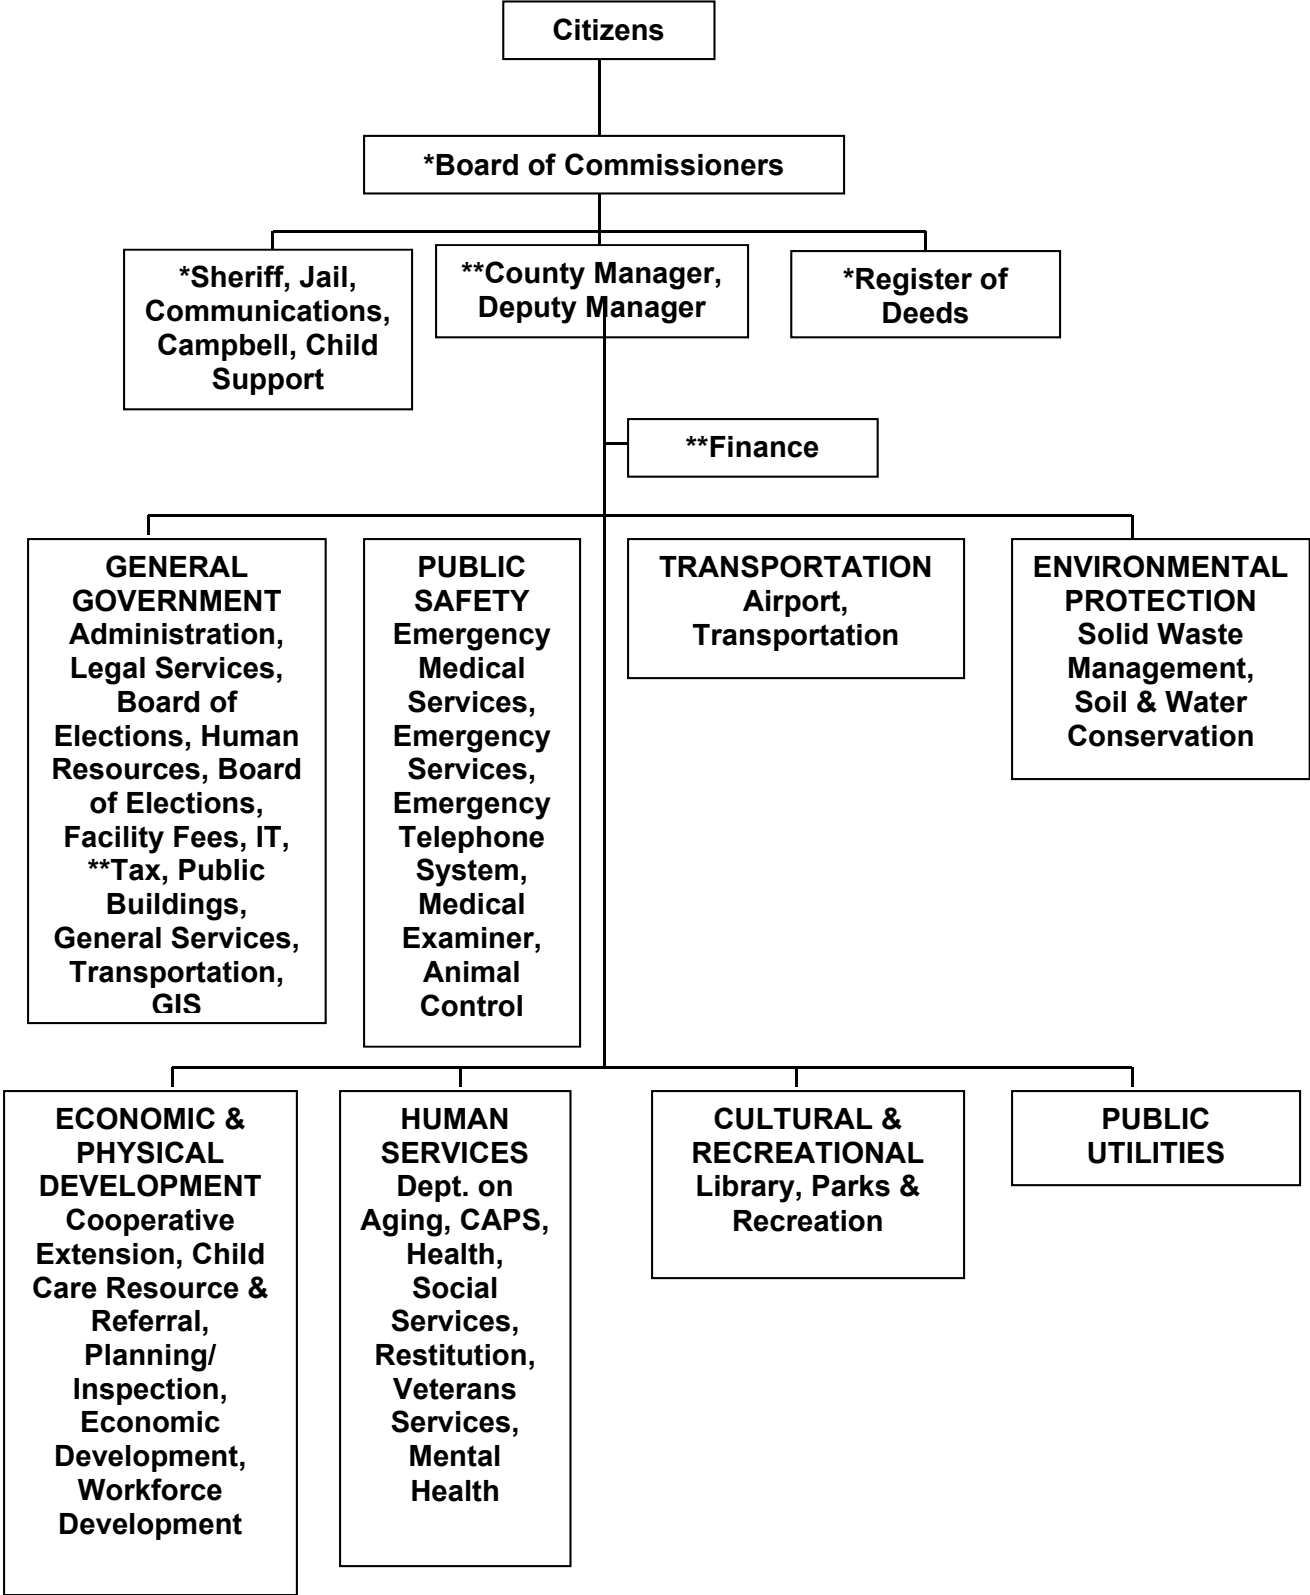 Citizens
*Board of Commissioners
*Sheriff, Jail,
Communications,
Campbell, Child
Support
**County Manager,
Deputy Manager
*Register of
Deeds
**Finance
GENERAL
GOVERNMENT
Administration,
Legal Services,
Board of
Elections, Human
Resources, Board
of Elections,
Facility Fees, IT,
**Tax, Public
Buildings,
General Services,
Transportation,
GIS
PUBLIC
SAFETY
Emergency
Medical
Services,
Emergency
Services,
Emergency
Telephone
System,
Medical
Examiner,
Animal
Control
TRANSPORTATION
Airport,
Transportation
ENVIRONMENTAL
PROTECTION
Solid Waste
Management,
Soil & Water
Conservation
ECONOMIC &
PHYSICAL
DEVELOPMENT
Cooperative
Extension, Child
Care Resource &
Referral,
Planning/
Inspection,
Economic
Development,
Workforce
Development
HUMAN
SERVICES
Dept. on
Aging, CAPS,
Health,
Social
Services,
Restitution,
Veterans
Services,
Mental
Health
CULTURAL &
RECREATIONAL
Library, Parks &
Recreation
PUBLIC
UTILITIES